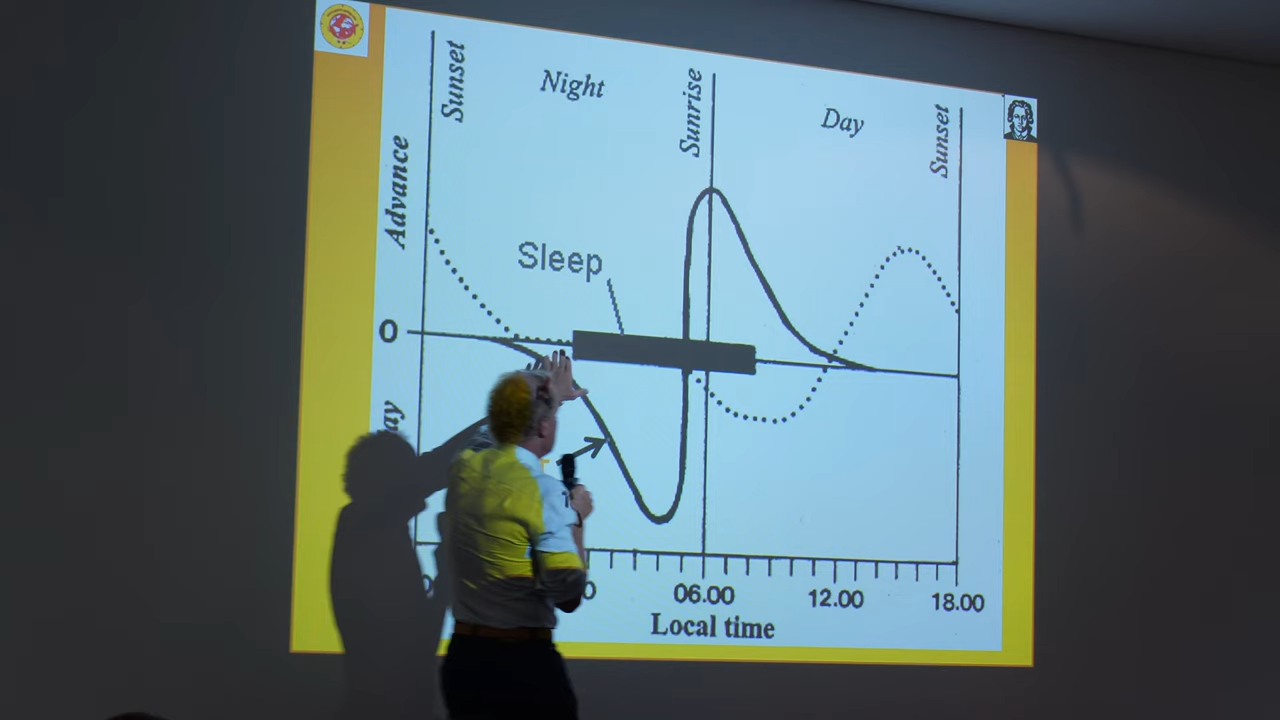 Sunset
Night
Sunrise
Day
Sunset
Advance
Sleep
0
06.00
12.00
18.00
Local time